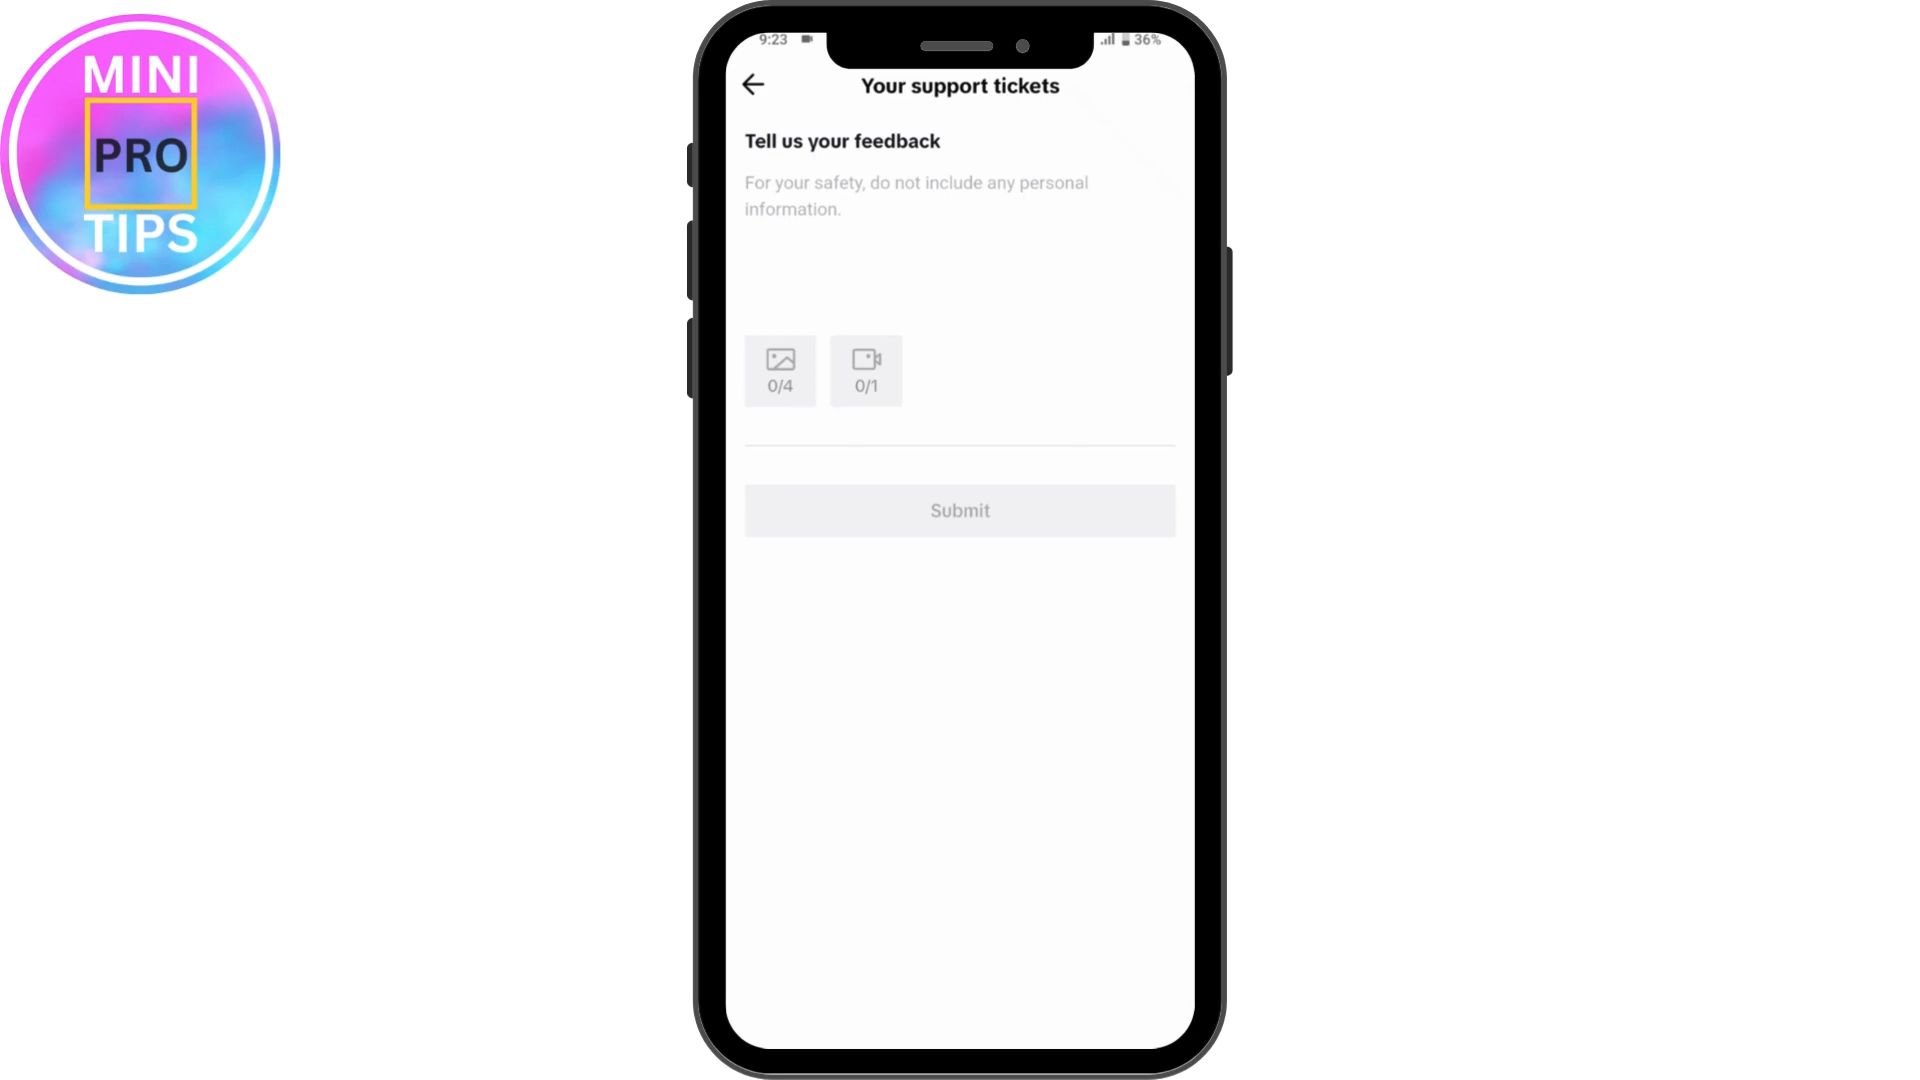 MINI
PRO
TIPS
9:23
36%
Your support tickets
Tell us your feedback
For your safety, do not include any personal
information.
0/4
0/1
Submit